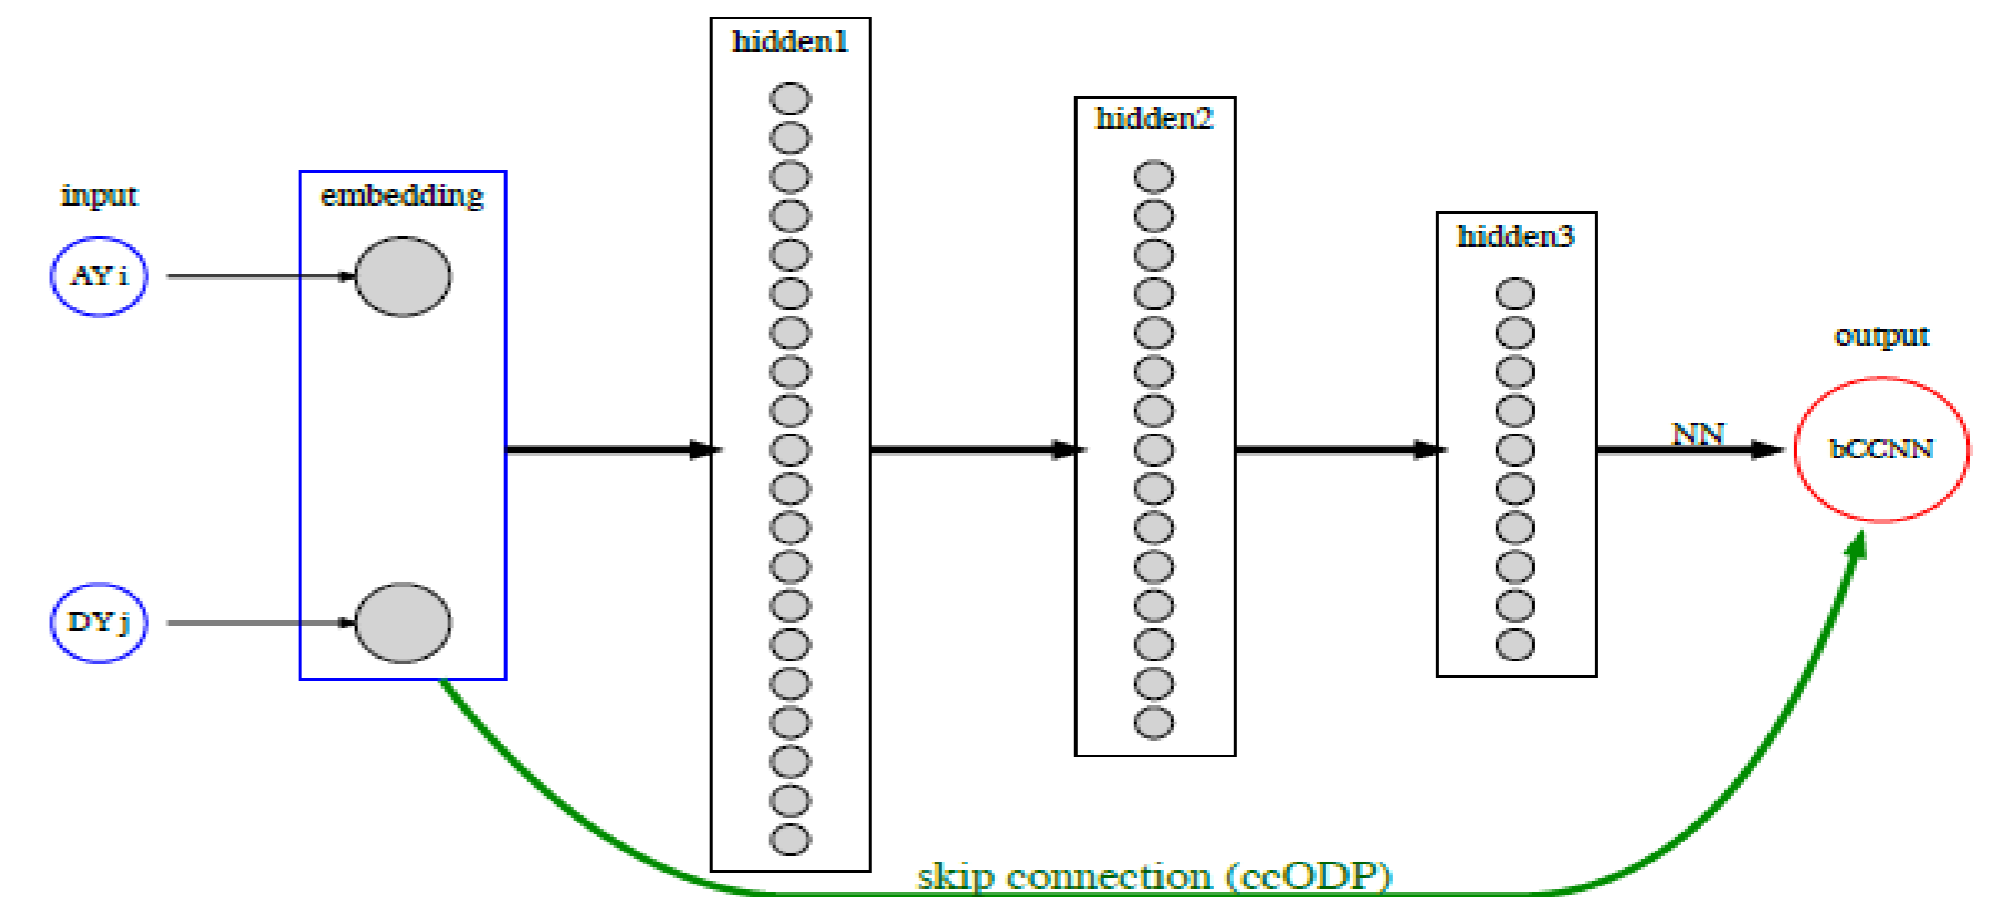 input
AY i
DY j
embedding
hidden1
hidden2
hidden3
NN
output
bCCNN
skip connection (ccODP)